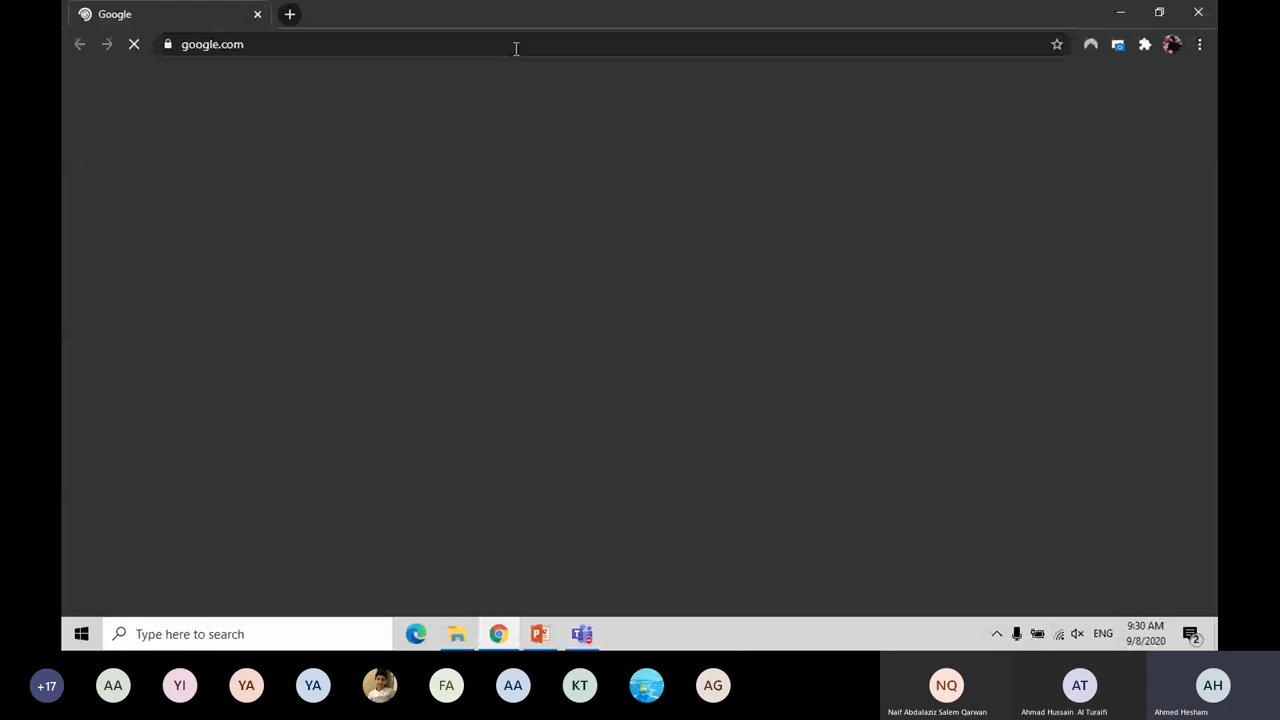 Google
google.com
Type here to search
ENG
9:30 AM
9/8/2020
2
+17
AA
YI
YA
YA
FA
AA
KT
AG
NQ
AT
AH
Naif Abdalaziz Salem Qarwan
Ahmad Hussain Al Turaifi
Ahmed Hesham